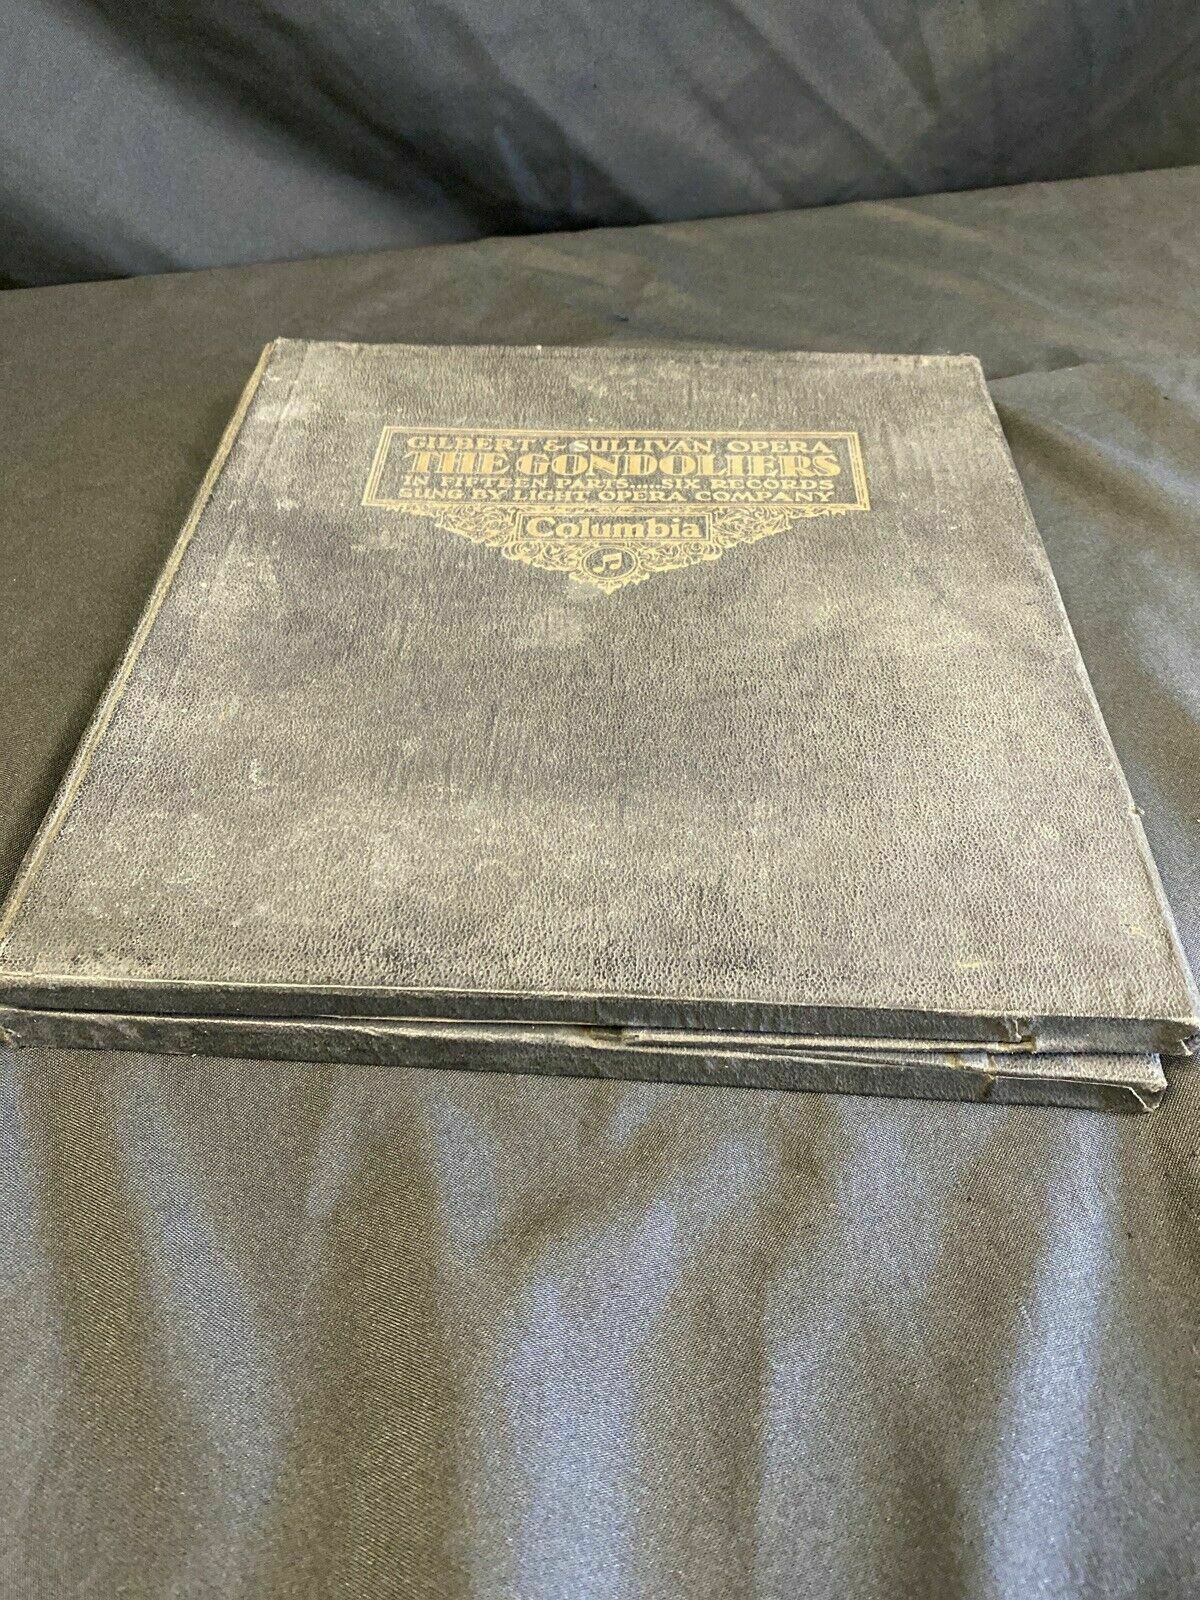 GILBERT & SULLIVAN OPERA
THE GONDOLIERS
IN FIFTEEN PARTS.....SIX RECORDS
SUNG BY LIGHT OPERA COMPANY
Columbia